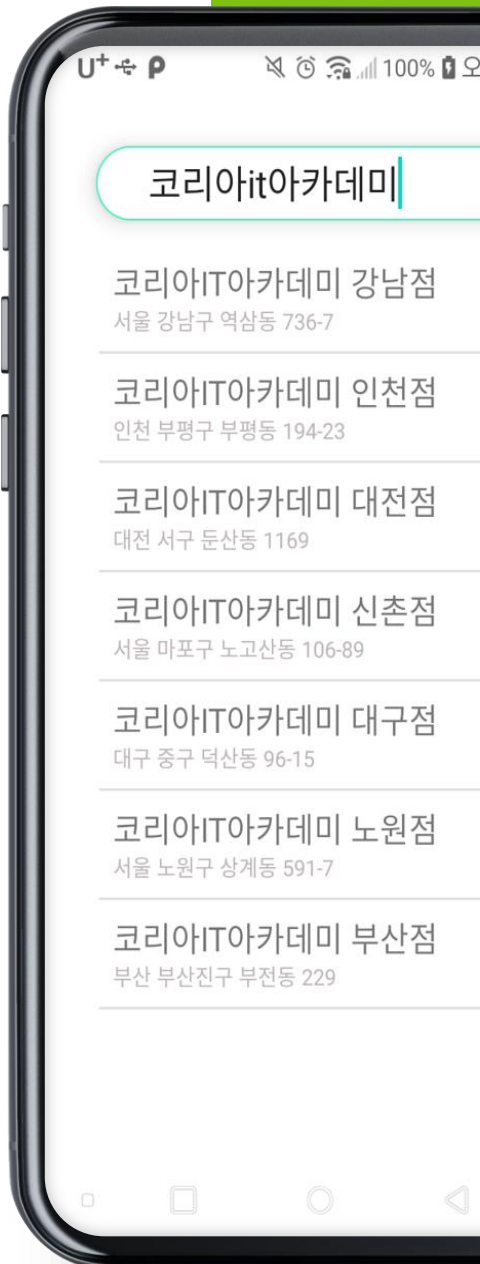 U+ 100% 오
코리아it아카데미
코리아IT아카데미 강남점
서울 강남구 역삼동 736-7
코리아IT아카데미 인천점
인천 부평구 부평동 194-23
코리아IT아카데미 대전점
대전 서구 둔산동 1169
코리아IT아카데미 신촌점
서울 마포구 노고산동 106-89
코리아IT아카데미 대구점
대구 중구 덕산동 96-15
코리아IT아카데미 노원점
서울 노원구 상계동 591-7
코리아IT아카데미 부산점
부산 부산진구 부전동 229